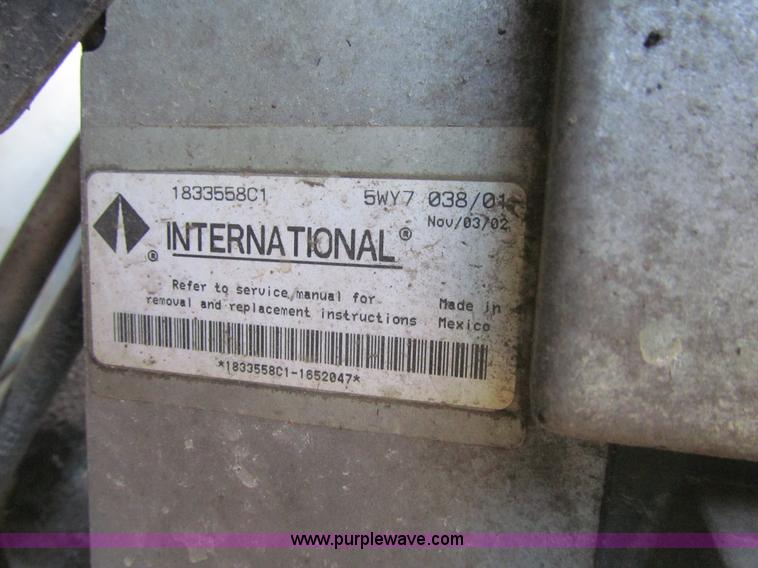 1833558C1 5WY7 038/01
Nov/03/02
® INTERNATIONAL®
Refer to service manual for
removal and replacement instructions
Made in
Mexico
*1833558C1-1652047*
www.purplewave.com